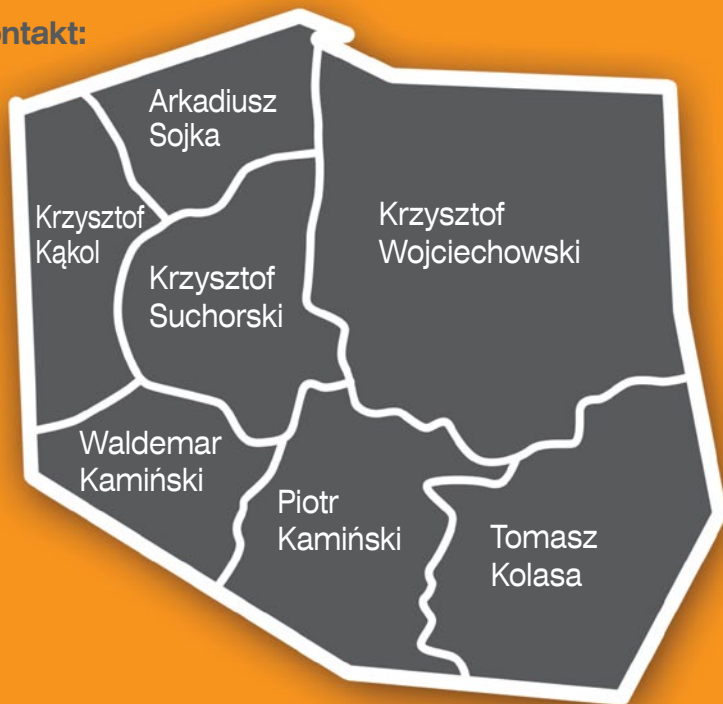 ontakt:
Arkadiusz
Sojka
Krzysztof
Kąkol
Krzysztof
Wojciechowski
Krzysztof
Suchorski
Waldemar
Kamiński
Piotr
Kamiński
Tomasz
Kolasa